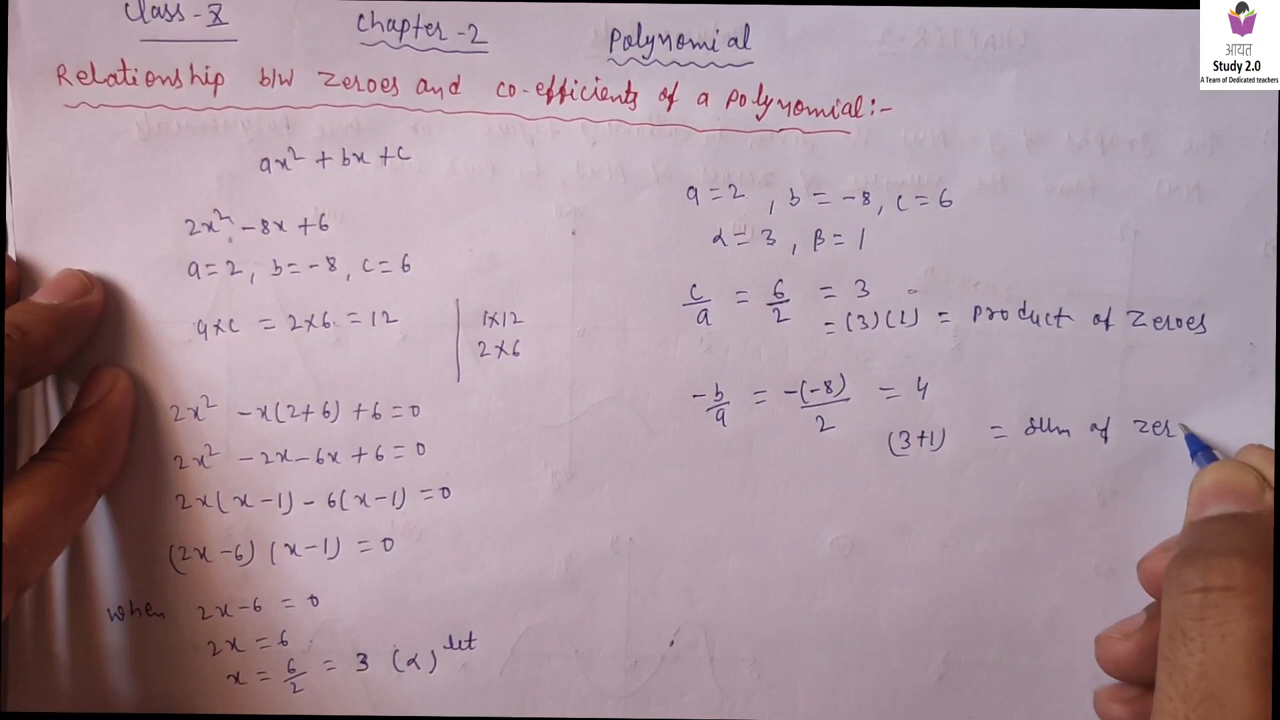 Class-X Chapter-2 Polynomial
Relationship b/w zeroes and co-efficients of a polynomial:-
ax² + bx + c
2x² - 8x + 6
a = 2, b = -8, c = 6
a×c = 2×6 = 12
1×12
2×6
2x² - x(2+6) + 6 = 0
2x² - 2x - 6x + 6 = 0
2x(x-1) - 6(x-1) = 0
(2x-6) (x-1) = 0
when 2x-6 = 0
2x = 6
x = 6/2 = 3 (α) let
a = 2, b = -8, c = 6
α = 3, β = 1
c/a = 6/2 = 3
= (3)(1) = product of zeroes
-b/a = -(-8)/2 = 4
(3+1) = sum of zer
आयत
Study 2.0
A Team of Dedicated teachers